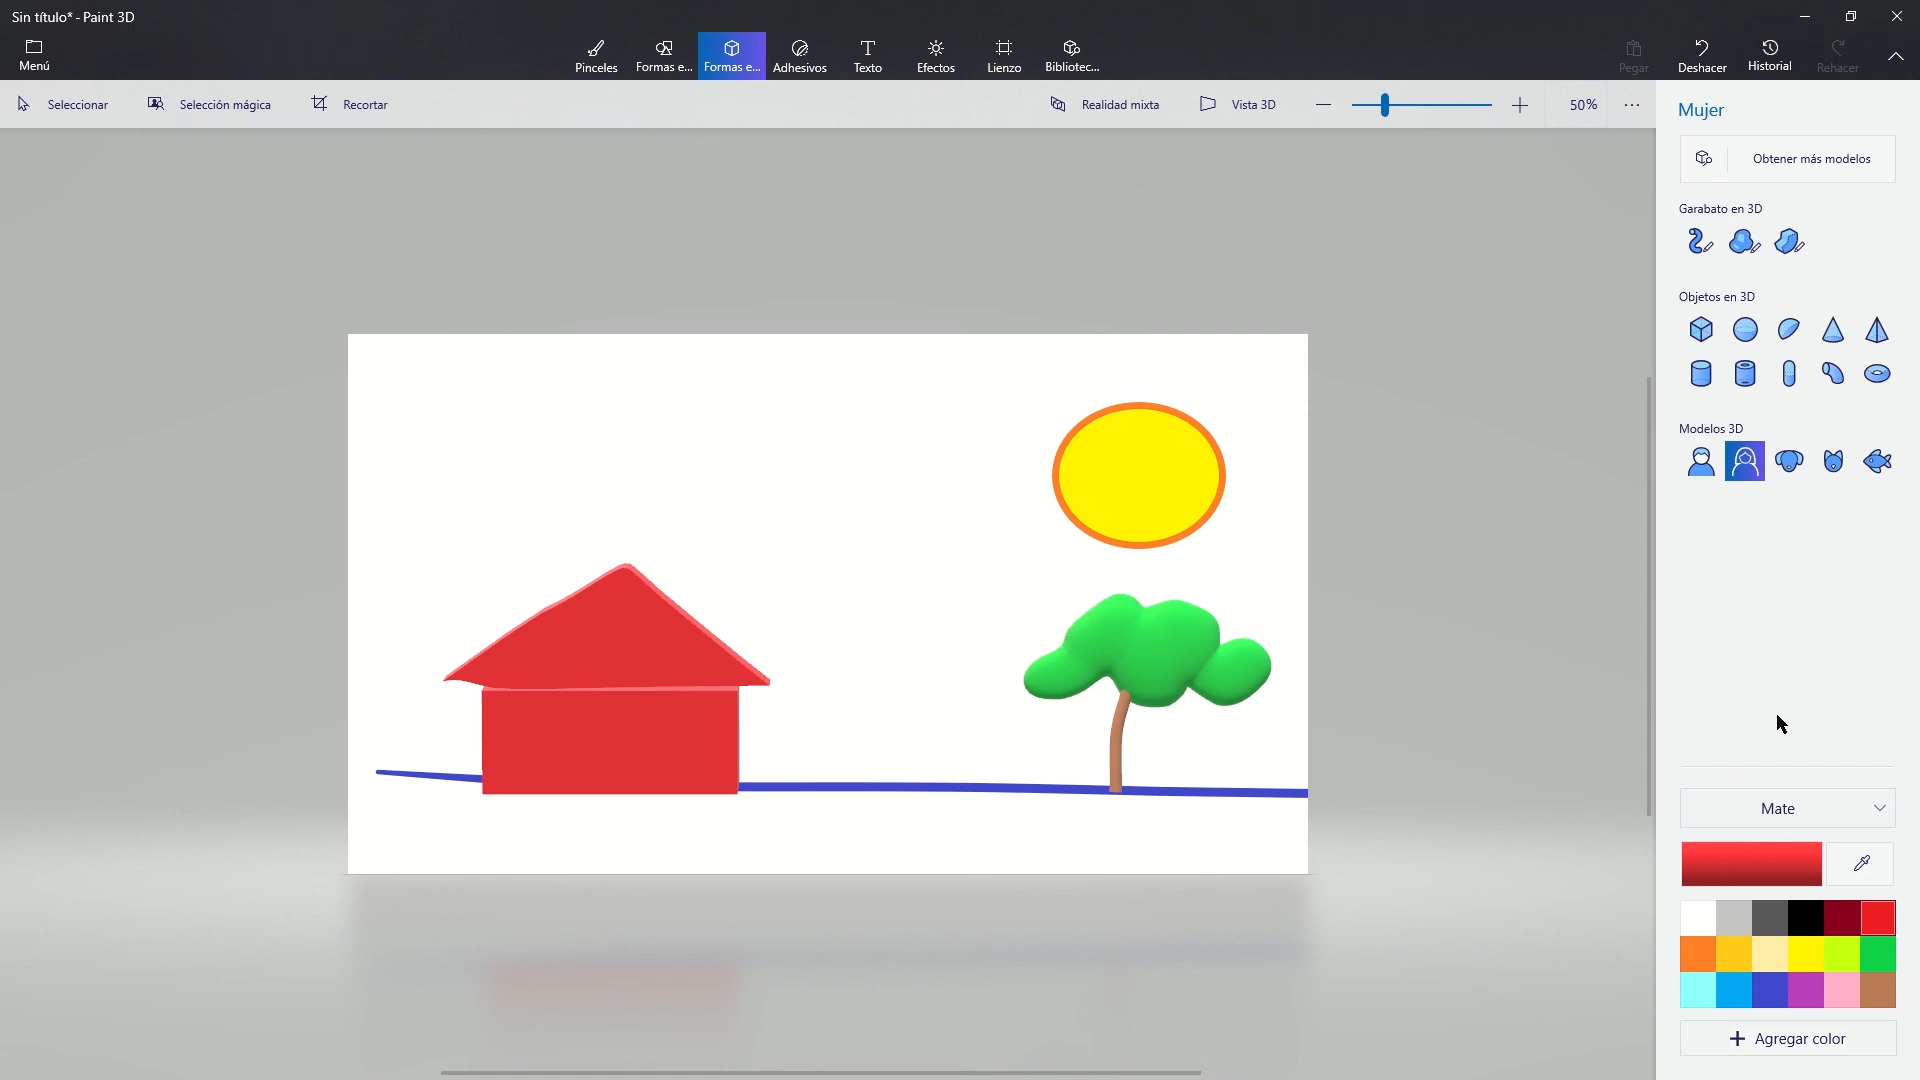 Sin título* - Paint 3D
Menú
Pinceles
Formas e...
Formas e...
Adhesivos
Texto
Efectos
Lienzo
Bibliotec...
Pegar
Deshacer
Historial
Rehacer
Seleccionar
Selección mágica
Recortar
Realidad mixta
Vista 3D
50%
Mujer
Obtener más modelos
Garabato en 3D
Objetos en 3D
Modelos 3D
Mate
Agregar color